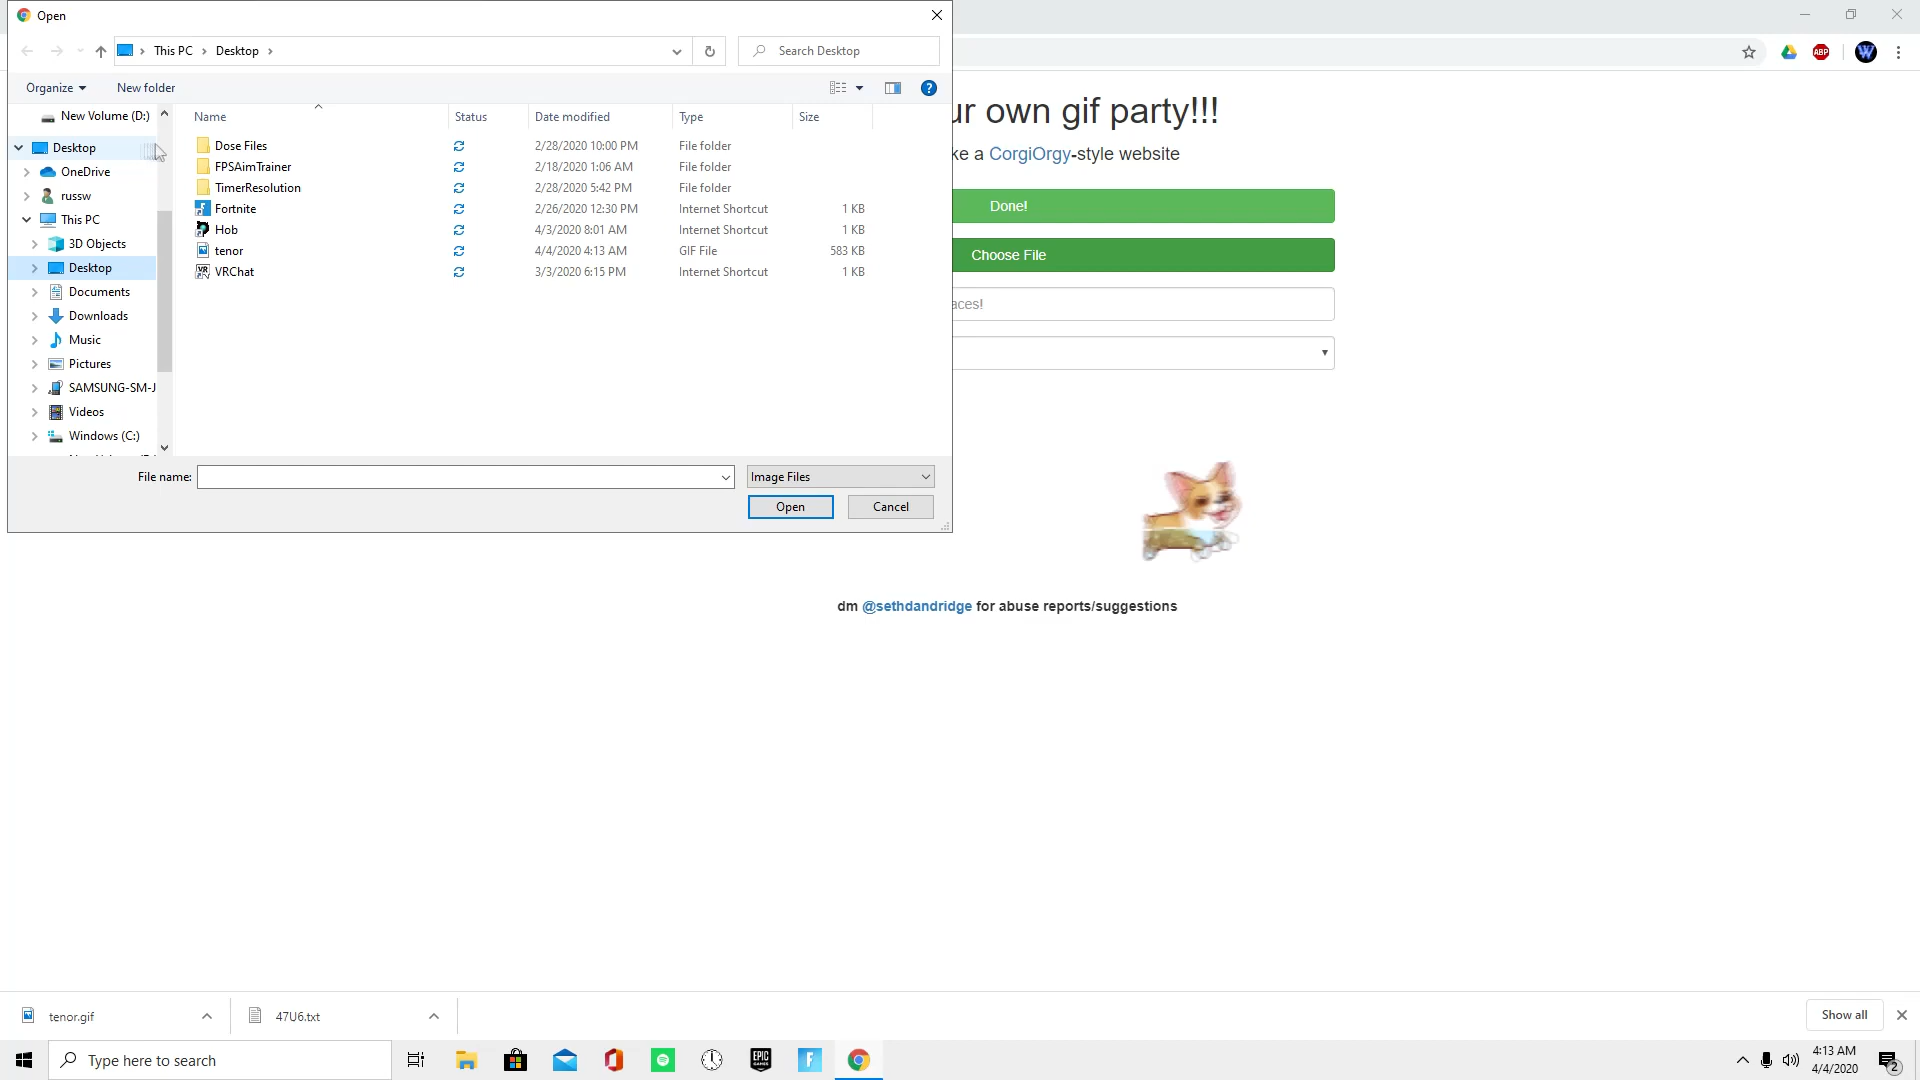 Open
This PC > Desktop >
Search Desktop
Organize
New folder
Name Status Date modified Type Size
New Volume (D:)
Desktop
OneDrive
russw
This PC
3D Objects
Desktop
Documents
Downloads
Music
Pictures
SAMSUNG-SM-J
Videos
Windows (C:)
Dose Files 2/28/2020 10:00 PM File folder
FPSAimTrainer 2/18/2020 1:06 AM File folder
TimerResolution 2/28/2020 5:42 PM File folder
Fortnite 2/26/2020 12:30 PM Internet Shortcut 1 KB
Hob 4/3/2020 8:01 AM Internet Shortcut 1 KB
tenor 4/4/2020 4:13 AM GIF File 583 KB
VRChat 3/3/2020 6:15 PM Internet Shortcut 1 KB
File name:
Image Files
Open
Cancel
ABP
W
ur own gif party!!!
ke a CorgiOrgy-style website
Done!
Choose File
aces!
dm @sethdandridge for abuse reports/suggestions
tenor.gif
47U6.txt
Show all
Type here to search
EPIC
GAMES
F
4:13 AM
4/4/2020
2